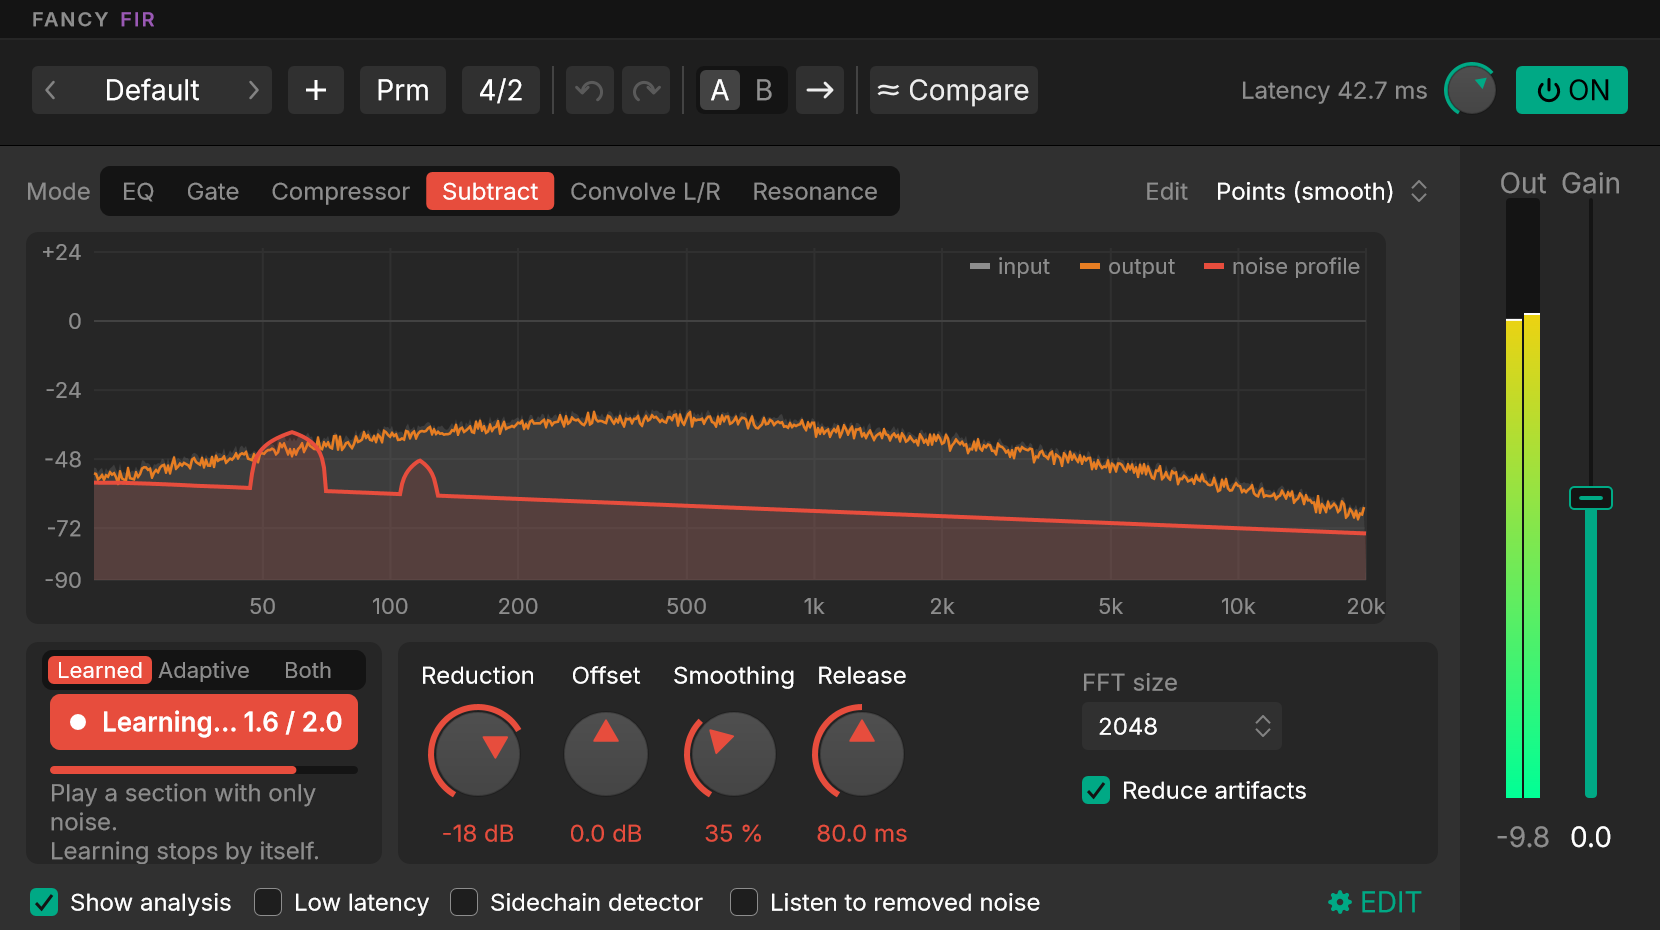 FANCY FIR
Default
+
Prm
4/2
A B
≈ Compare
Latency 42.7 ms
ON
Mode
EQ Gate Compressor Subtract Convolve L/R Resonance
Edit Points (smooth)
Out Gain
+24
0
-24
-48
-72
-90
input output noise profile
50 100 200 500 1k 2k 5k 10k 20k
Learned Adaptive Both
Learning... 1.6 / 2.0
Play a section with only
noise.
Learning stops by itself.
Reduction Offset Smoothing Release
-18 dB 0.0 dB 35 % 80.0 ms
FFT size
2048
Reduce artifacts
-9.8 0.0
Show analysis Low latency Sidechain detector Listen to removed noise
EDIT